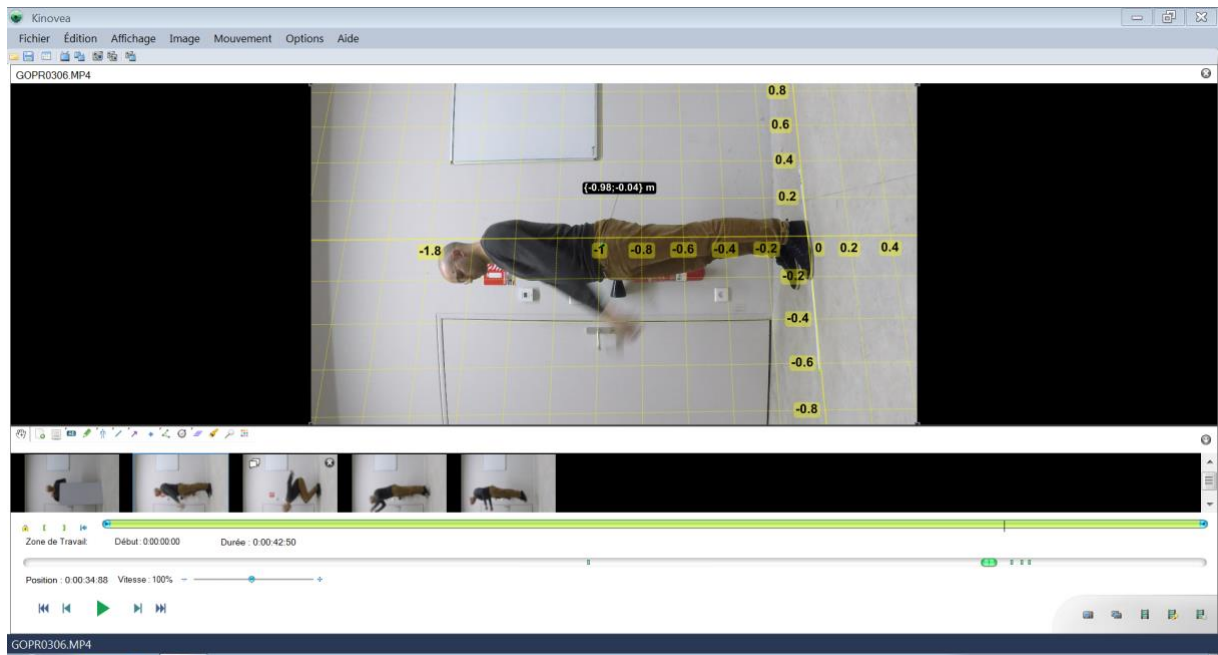 Kinovea
Fichier Édition Affichage Image Mouvement Options Aide
GOPR0306.MP4
0.8
0.6
0.4
{-0.98;-0.04} m
0.2
-1.8 -1 -0.8 -0.6 -0.4 -0.2 0 0.2 0.4
-0.2
-0.4
-0.6
-0.8
Zone de Travail: Début : 0:00:00:00 Durée : 0:00:42:50
Position : 0:00:34:88 Vitesse : 100%
GOPR0306.MP4